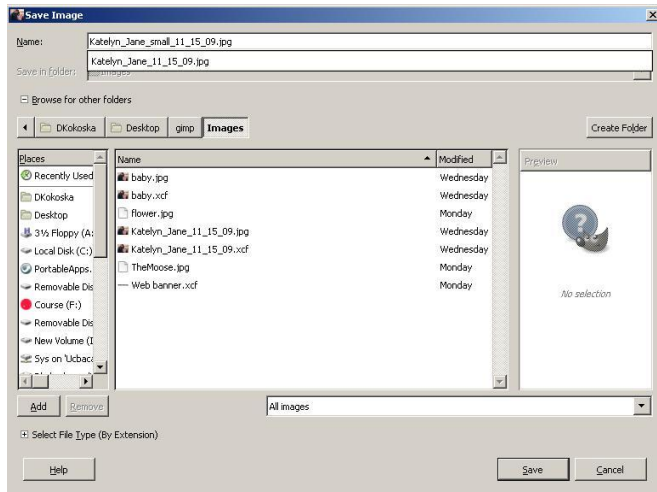 Save Image
Name:
Katelyn_Jane_small_11_15_09.jpg
Katelyn_Jane_11_15_09.jpg
Save in folder:
Images
Browse for other folders
DKokoska
Desktop
gimp
Images
Create Folder
Places
Name
Modified
Preview
Recently Used
DKokoska
Desktop
3½ Floppy (A:
Local Disk (C:)
PortableApps.
Removable Dis
Course (F:)
Removable Dis
New Volume (I
Sys on 'Ucbaca
baby.jpg Wednesday
baby.xcf Wednesday
flower.jpg Monday
Katelyn_Jane_11_15_09.jpg Wednesday
Katelyn_Jane_11_15_09.xcf Wednesday
TheMoose.jpg Monday
Web banner.xcf Monday
No selection
Add
Remove
All images
Select File Type (By Extension)
Help
Save
Cancel